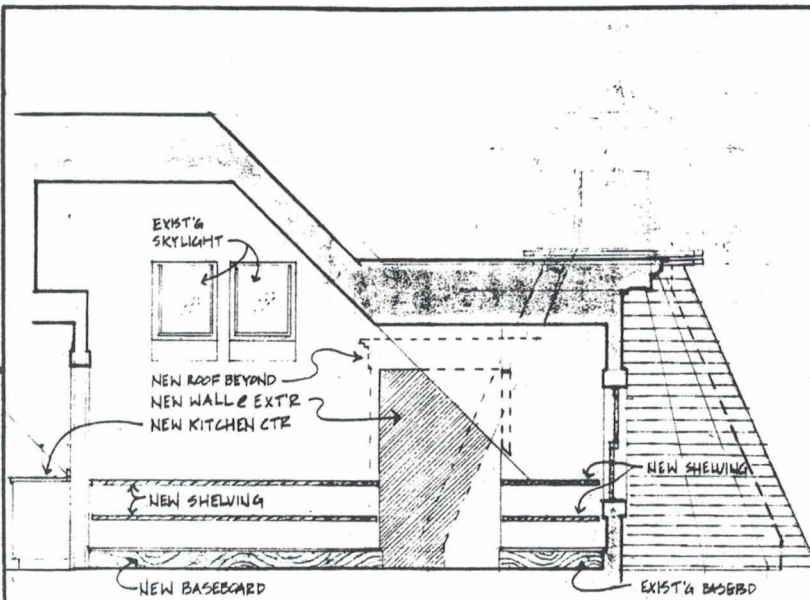 EXIST'G
SKYLIGHT
NEW ROOF BEYOND
NEW WALL @ EXT'R
NEW KITCHEN CTR
NEW SHELVING
NEW SHELVING
NEW BASEBOARD
EXIST'G BASEBD